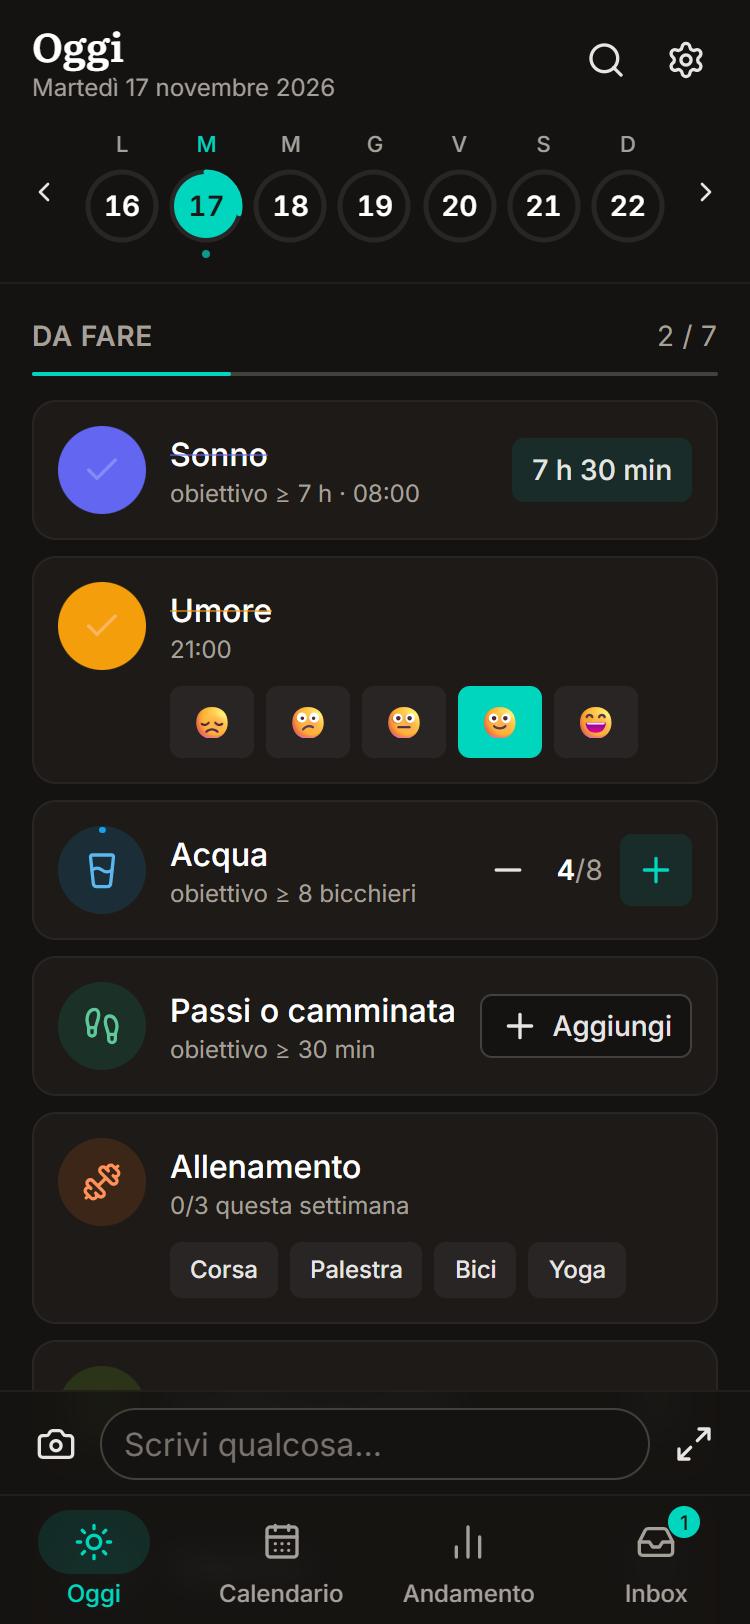 Oggi
Martedì 17 novembre 2026
L M M G V S D
16 17 18 19 20 21 22
DA FARE 2 / 7
Sonno
obiettivo ≥ 7 h · 08:00
7 h 30 min
Umore
21:00
Acqua
obiettivo ≥ 8 bicchieri
4/8
Passi o camminata
obiettivo ≥ 30 min
Aggiungi
Allenamento
0/3 questa settimana
Corsa Palestra Bici Yoga
Scrivi qualcosa...
1
Oggi Calendario Andamento Inbox